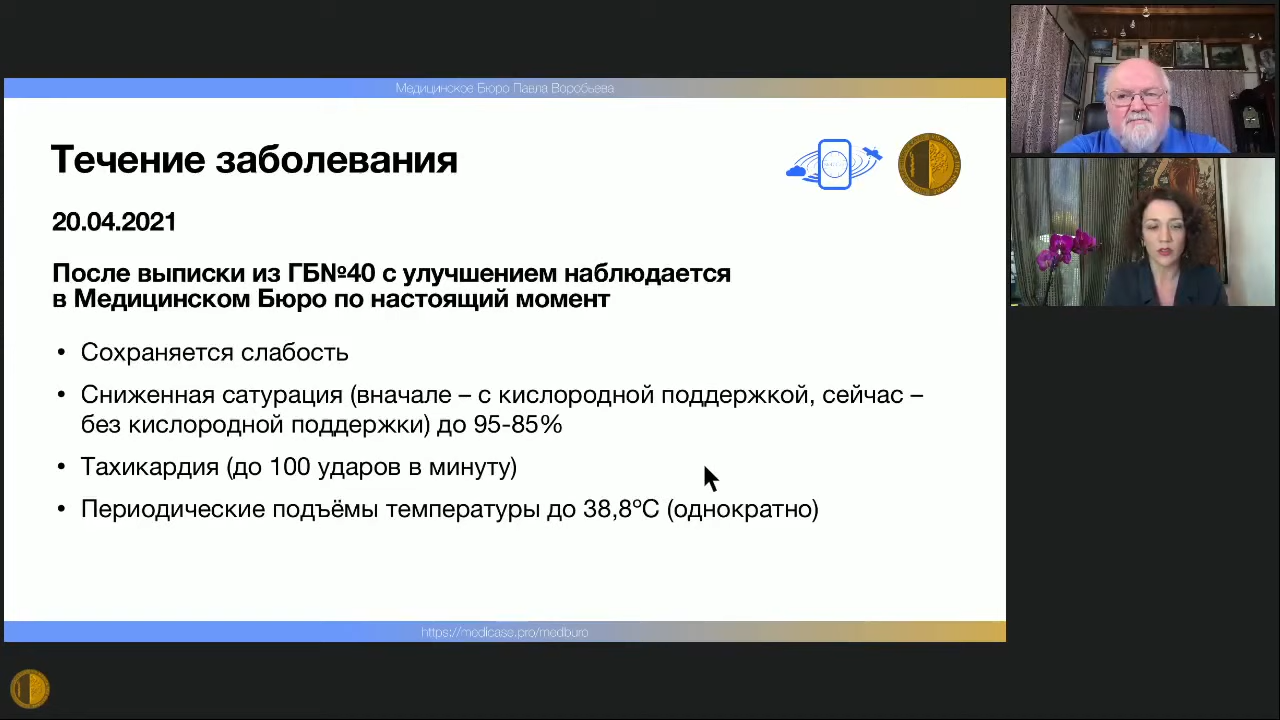 Медицинское Бюро Павла Воробьева
Течение заболевания
20.04.2021
После выписки из ГБ№40 с улучшением наблюдается
в Медицинском Бюро по настоящий момент
• Сохраняется слабость
• Сниженная сатурация (вначале – с кислородной поддержкой, сейчас –
без кислородной поддержки) до 95-85%
• Тахикардия (до 100 ударов в минуту)
• Периодические подъёмы температуры до 38,8ºС (однократно)
https://medicase.pro/medburo